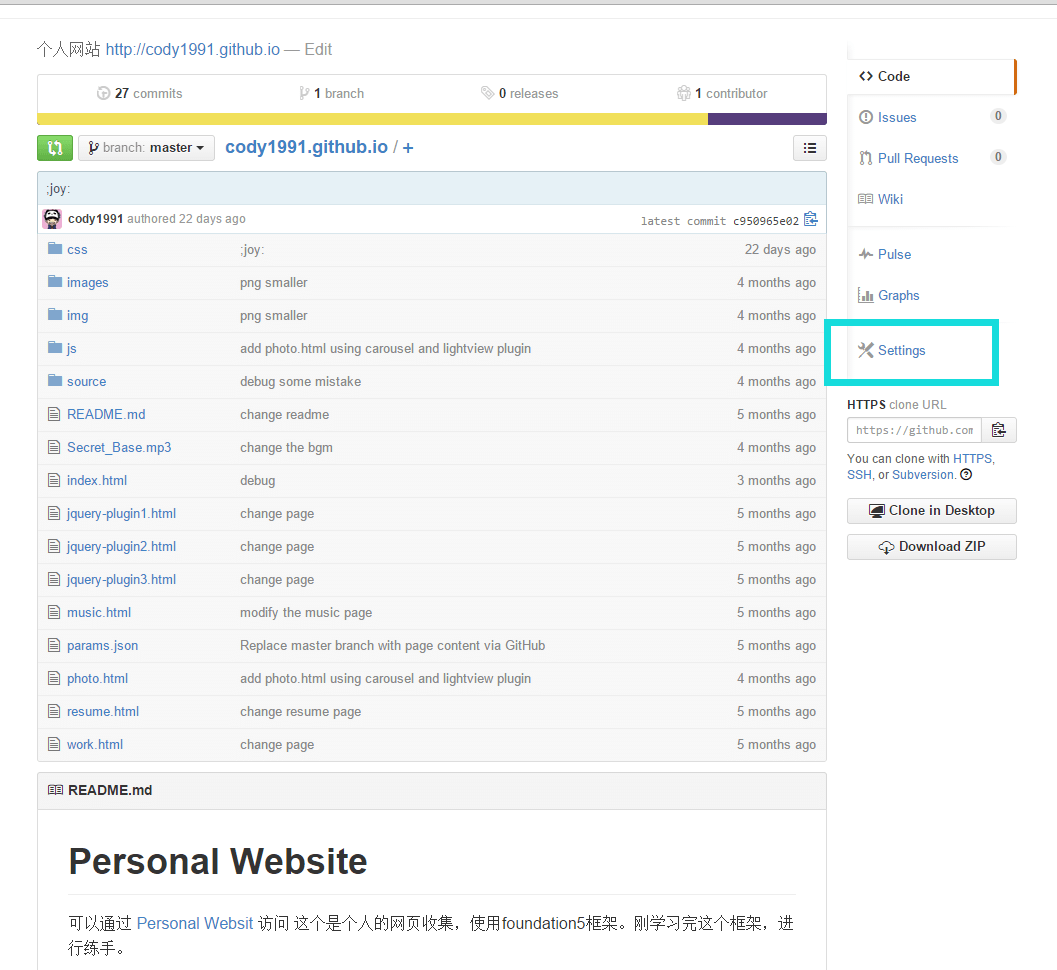 个人网站 http://cody1991.github.io — Edit
27 commits 1 branch 0 releases 1 contributor
branch: master cody1991.github.io / +
;joy:
cody1991 authored 22 days ago latest commit c950965e02
css ;joy: 22 days ago
images png smaller 4 months ago
img png smaller 4 months ago
js add photo.html using carousel and lightview plugin 4 months ago
source debug some mistake 4 months ago
README.md change readme 5 months ago
Secret_Base.mp3 change the bgm 4 months ago
index.html debug 3 months ago
jquery-plugin1.html change page 5 months ago
jquery-plugin2.html change page 5 months ago
jquery-plugin3.html change page 5 months ago
music.html modify the music page 5 months ago
params.json Replace master branch with page content via GitHub 5 months ago
photo.html add photo.html using carousel and lightview plugin 4 months ago
resume.html change resume page 5 months ago
work.html change page 5 months ago
README.md
Personal Website
可以通过 Personal Websit 访问 这个是个人的网页收集，使用foundation5框架。刚学习完这个框架，进
行练手。
Code
Issues 0
Pull Requests 0
Wiki
Pulse
Graphs
Settings
HTTPS clone URL
https://github.com
You can clone with HTTPS,
SSH, or Subversion.
Clone in Desktop
Download ZIP